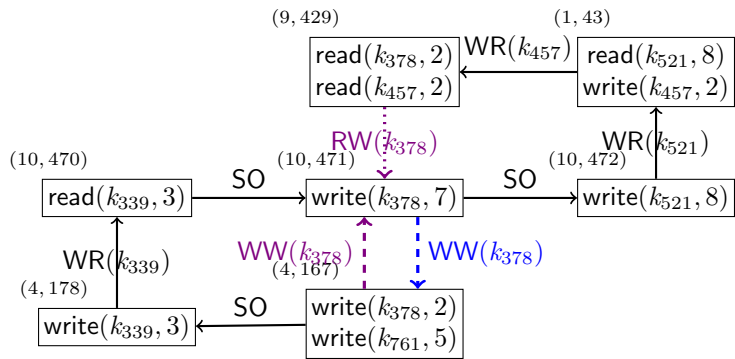 (9, 429)
(1, 43)
read(k378, 2)
read(k457, 2)
WR(k457)
read(k521, 8)
write(k457, 2)
RW(k378)
WR(k521)
(10, 470)
(10, 471)
(10, 472)
read(k339, 3)
SO
write(k378, 7)
SO
write(k521, 8)
WR(k339)
WW(k378)
WW(k378)
(4, 178)
(4, 167)
write(k339, 3)
SO
write(k378, 2)
write(k761, 5)